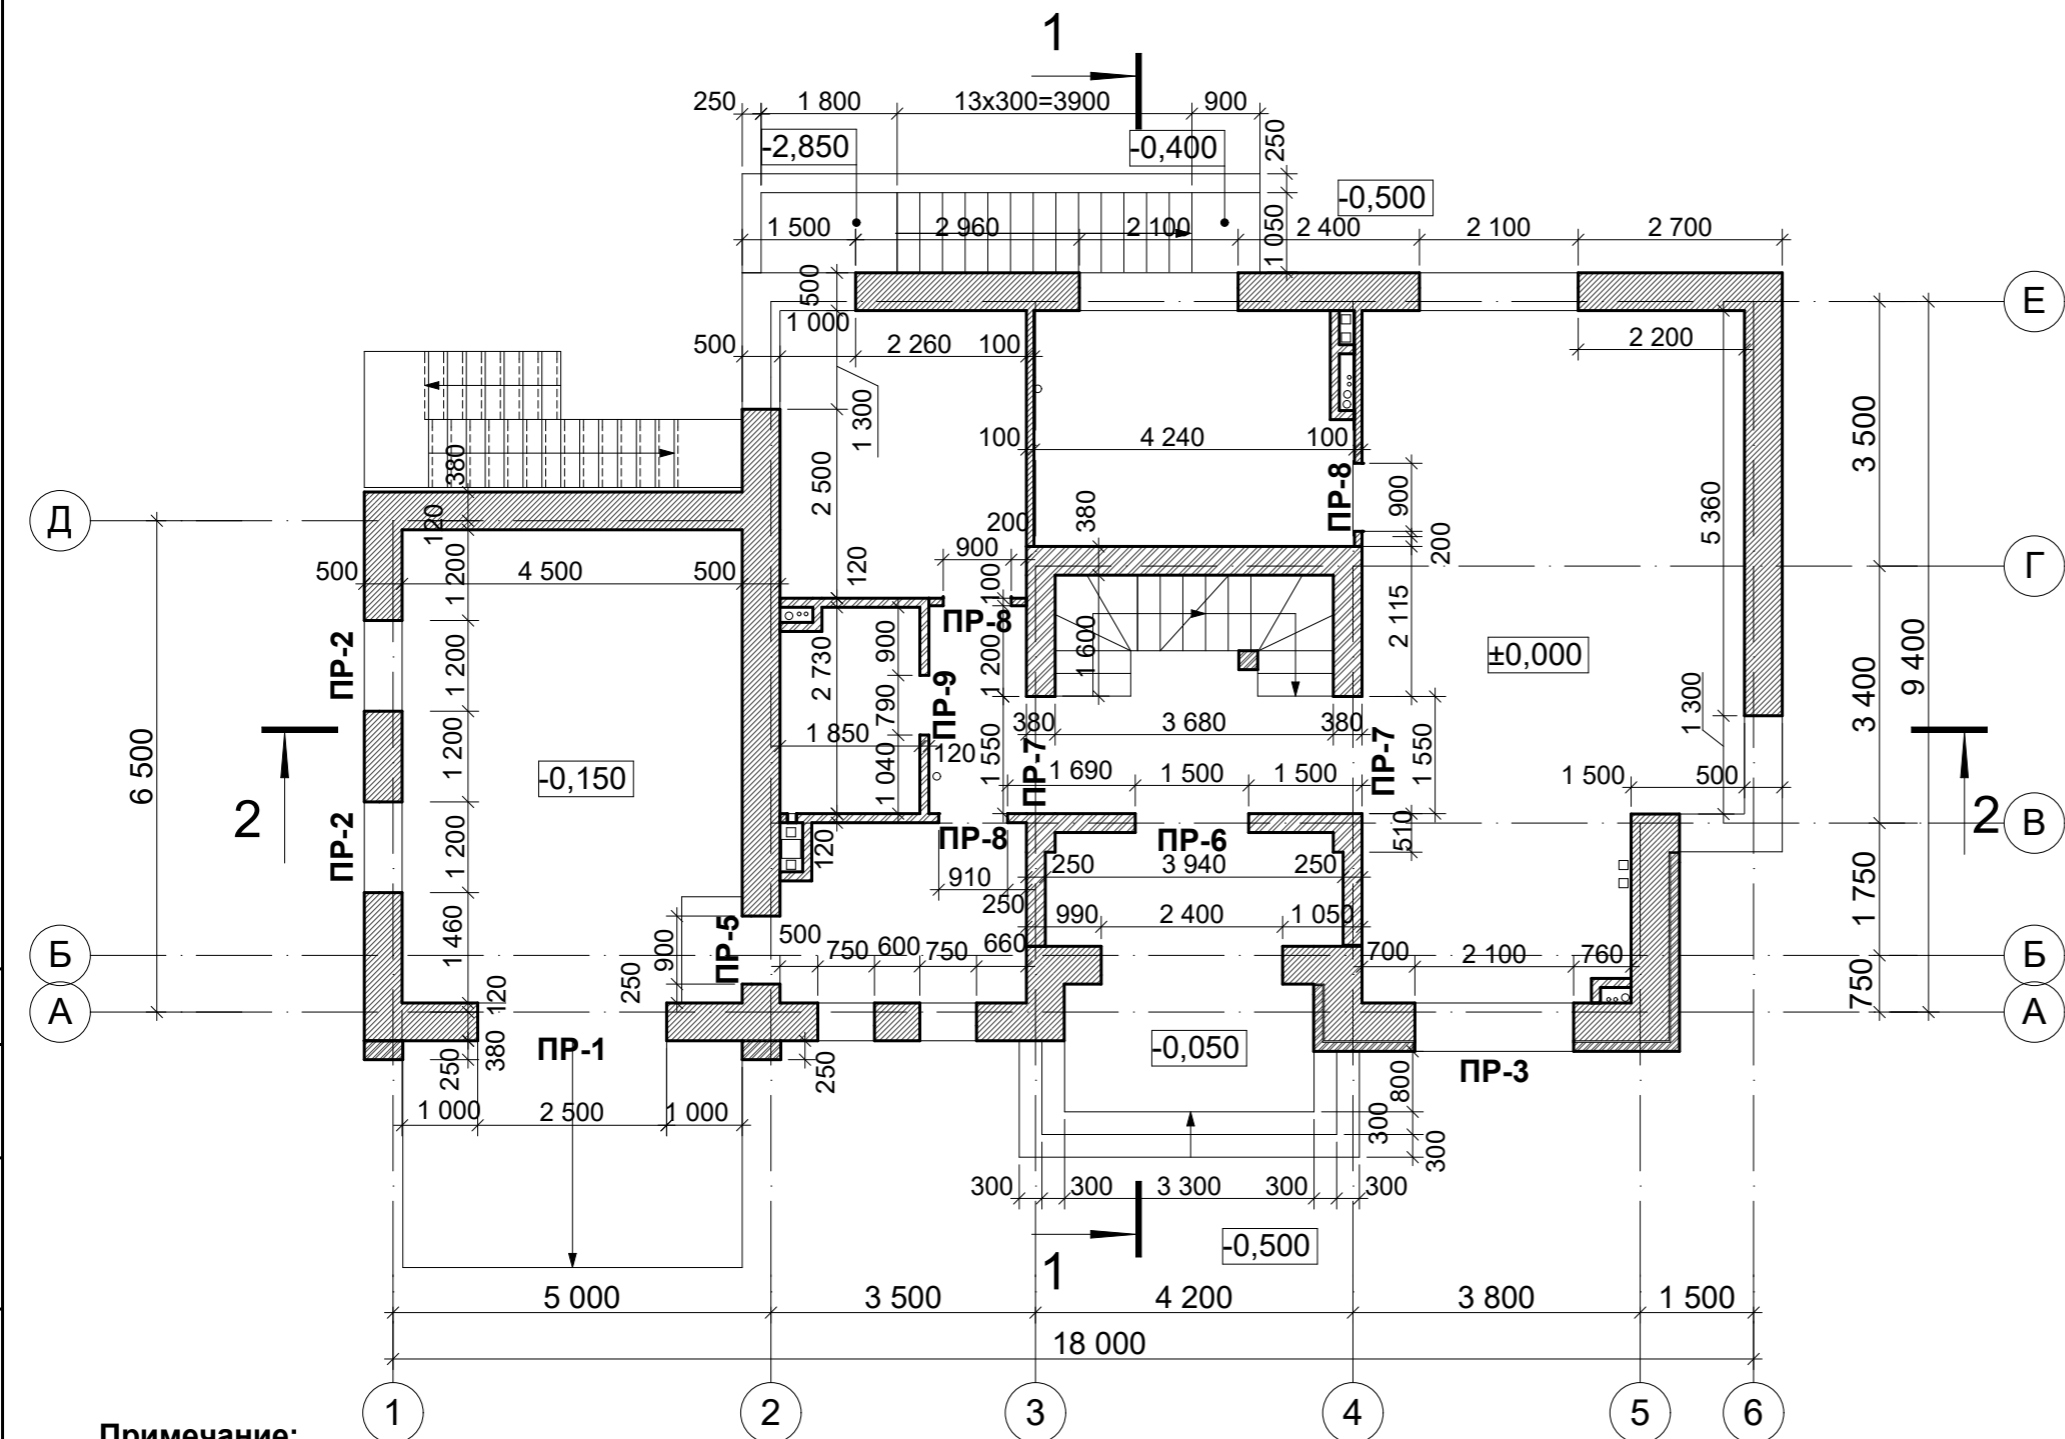 1
250 1 800 13x300=3900 900
-2,850 -0,400 250
-0,500
1 500 2 960 2 100 1 050 2 400 2 100 2 700
500 Е
1 000
500 2 260 100 2 200
1 300 3 500
380 100 4 240 100
2 500 ПР-8 900 5 360
Д 120 200 380 200
900 Г
500 4 500 500 120 100
1 200 ПР-8 2 115
ПР-2 1 200 2 730 900 1 200 1 600 ±0,000
9 400
ПР-9 790 1 300 3 400
380 3 680 380
6 500 1 200 1 850 120 1 550 ПР-7 ПР-7 1 550
2 -0,150 1 040 1 690 1 500 1 500 1 500 500
2 В
ПР-2 1 200 120 ПР-8 ПР-6 510
910 250 3 940 250
250 1 750
1 460 990 2 400 1 050
Б 900 ПР-5 500 750 600 750 660 700 2 100 760 Б
250 120 750
А А
380 ПР-1 -0,050
250 250 ПР-3
800
1 000 2 500 1 000 300
300
300 300 3 300 300 300
-0,500
1
5 000 3 500 4 200 3 800 1 500
18 000
1 2 3 4 5 6
Примечание: